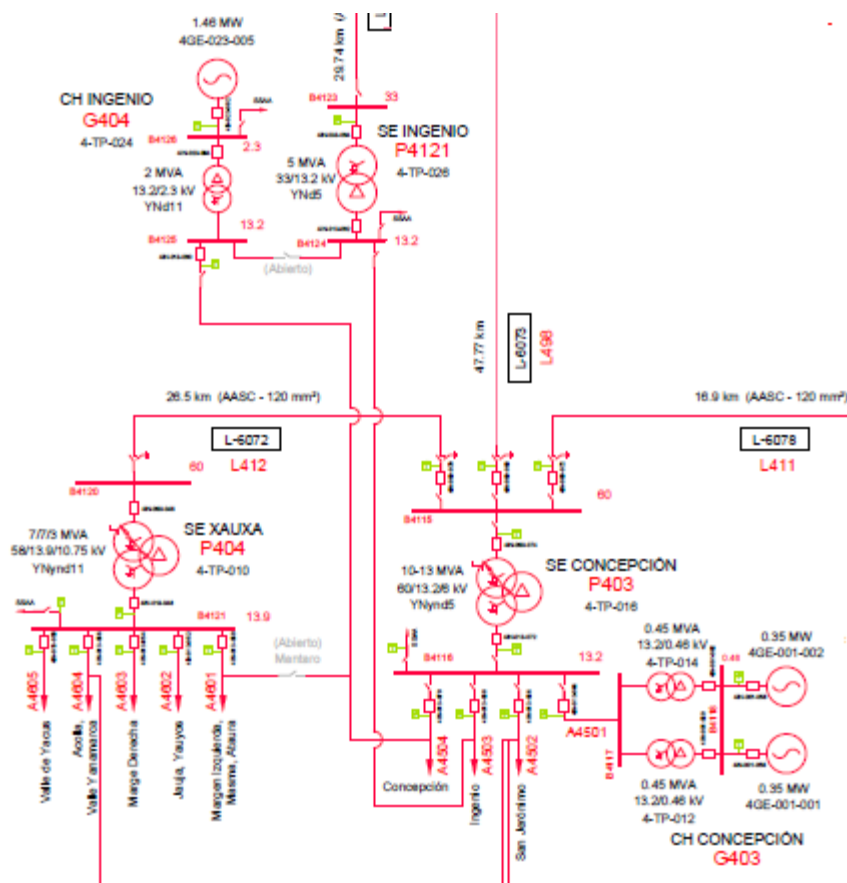 1.46 MW
4GE-023-005
CH INGENIO
G404
4-TP-024
SSAA
B4126
2.3
2 MVA
13.2/2.3 kV
YNd11
13.2
B4125
29.74 km
B4123
33
SE INGENIO
P4121
4-TP-026
5 MVA
33/13.2 kV
YNd5
SSAA
B4124
13.2
(Abierto)
47.77 km
L-6073
L498
26.5 km (AASC - 120 mm²)
L-6072
L412
16.9 km (AASC - 120 mm²)
L-6078
L411
60
B4120
7/7/3 MVA
58/13.9/10.75 kV
YNynd11
SE XAUXA
P404
4-TP-010
SSAA
B4121
13.9
(Abierto)
Mantaro
A4605
A4604
A4603
A4602
A4601
Valle de Yacus
Acolla,
Valle Yanamarca
Marge Derecha
Jauja, Yauyos
Margen Izquierda,
Masma, Ataura
B4115
60
10-13 MVA
60/13.2/6 kV
YNynd5
SE CONCEPCIÓN
P403
4-TP-016
SSAA
B4116
13.2
A4504
A4503
A4502
A4501
Concepción
Ingenio
San Jerónimo
B4117
0.45 MVA
13.2/0.46 kV
4-TP-014
0.46
B4118
0.35 MW
4GE-001-002
0.45 MVA
13.2/0.46 kV
4-TP-012
0.35 MW
4GE-001-001
CH CONCEPCIÓN
G403